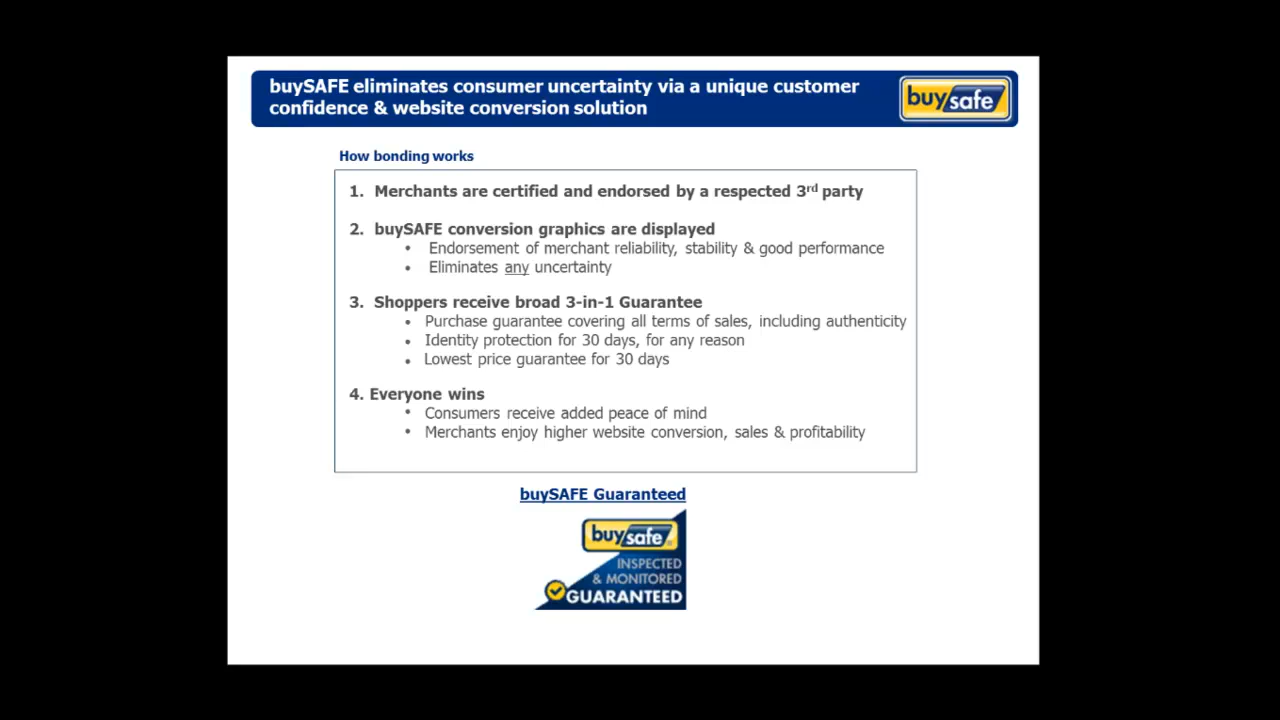 buySAFE eliminates consumer uncertainty via a unique customer
confidence & website conversion solution
buysafe
How bonding works
1. Merchants are certified and endorsed by a respected 3rd party
2. buySAFE conversion graphics are displayed
• Endorsement of merchant reliability, stability & good performance
• Eliminates any uncertainty
3. Shoppers receive broad 3-in-1 Guarantee
• Purchase guarantee covering all terms of sales, including authenticity
• Identity protection for 30 days, for any reason
• Lowest price guarantee for 30 days
4. Everyone wins
• Consumers receive added peace of mind
• Merchants enjoy higher website conversion, sales & profitability
buySAFE Guaranteed
buysafe
INSPECTED
& MONITORED
GUARANTEED